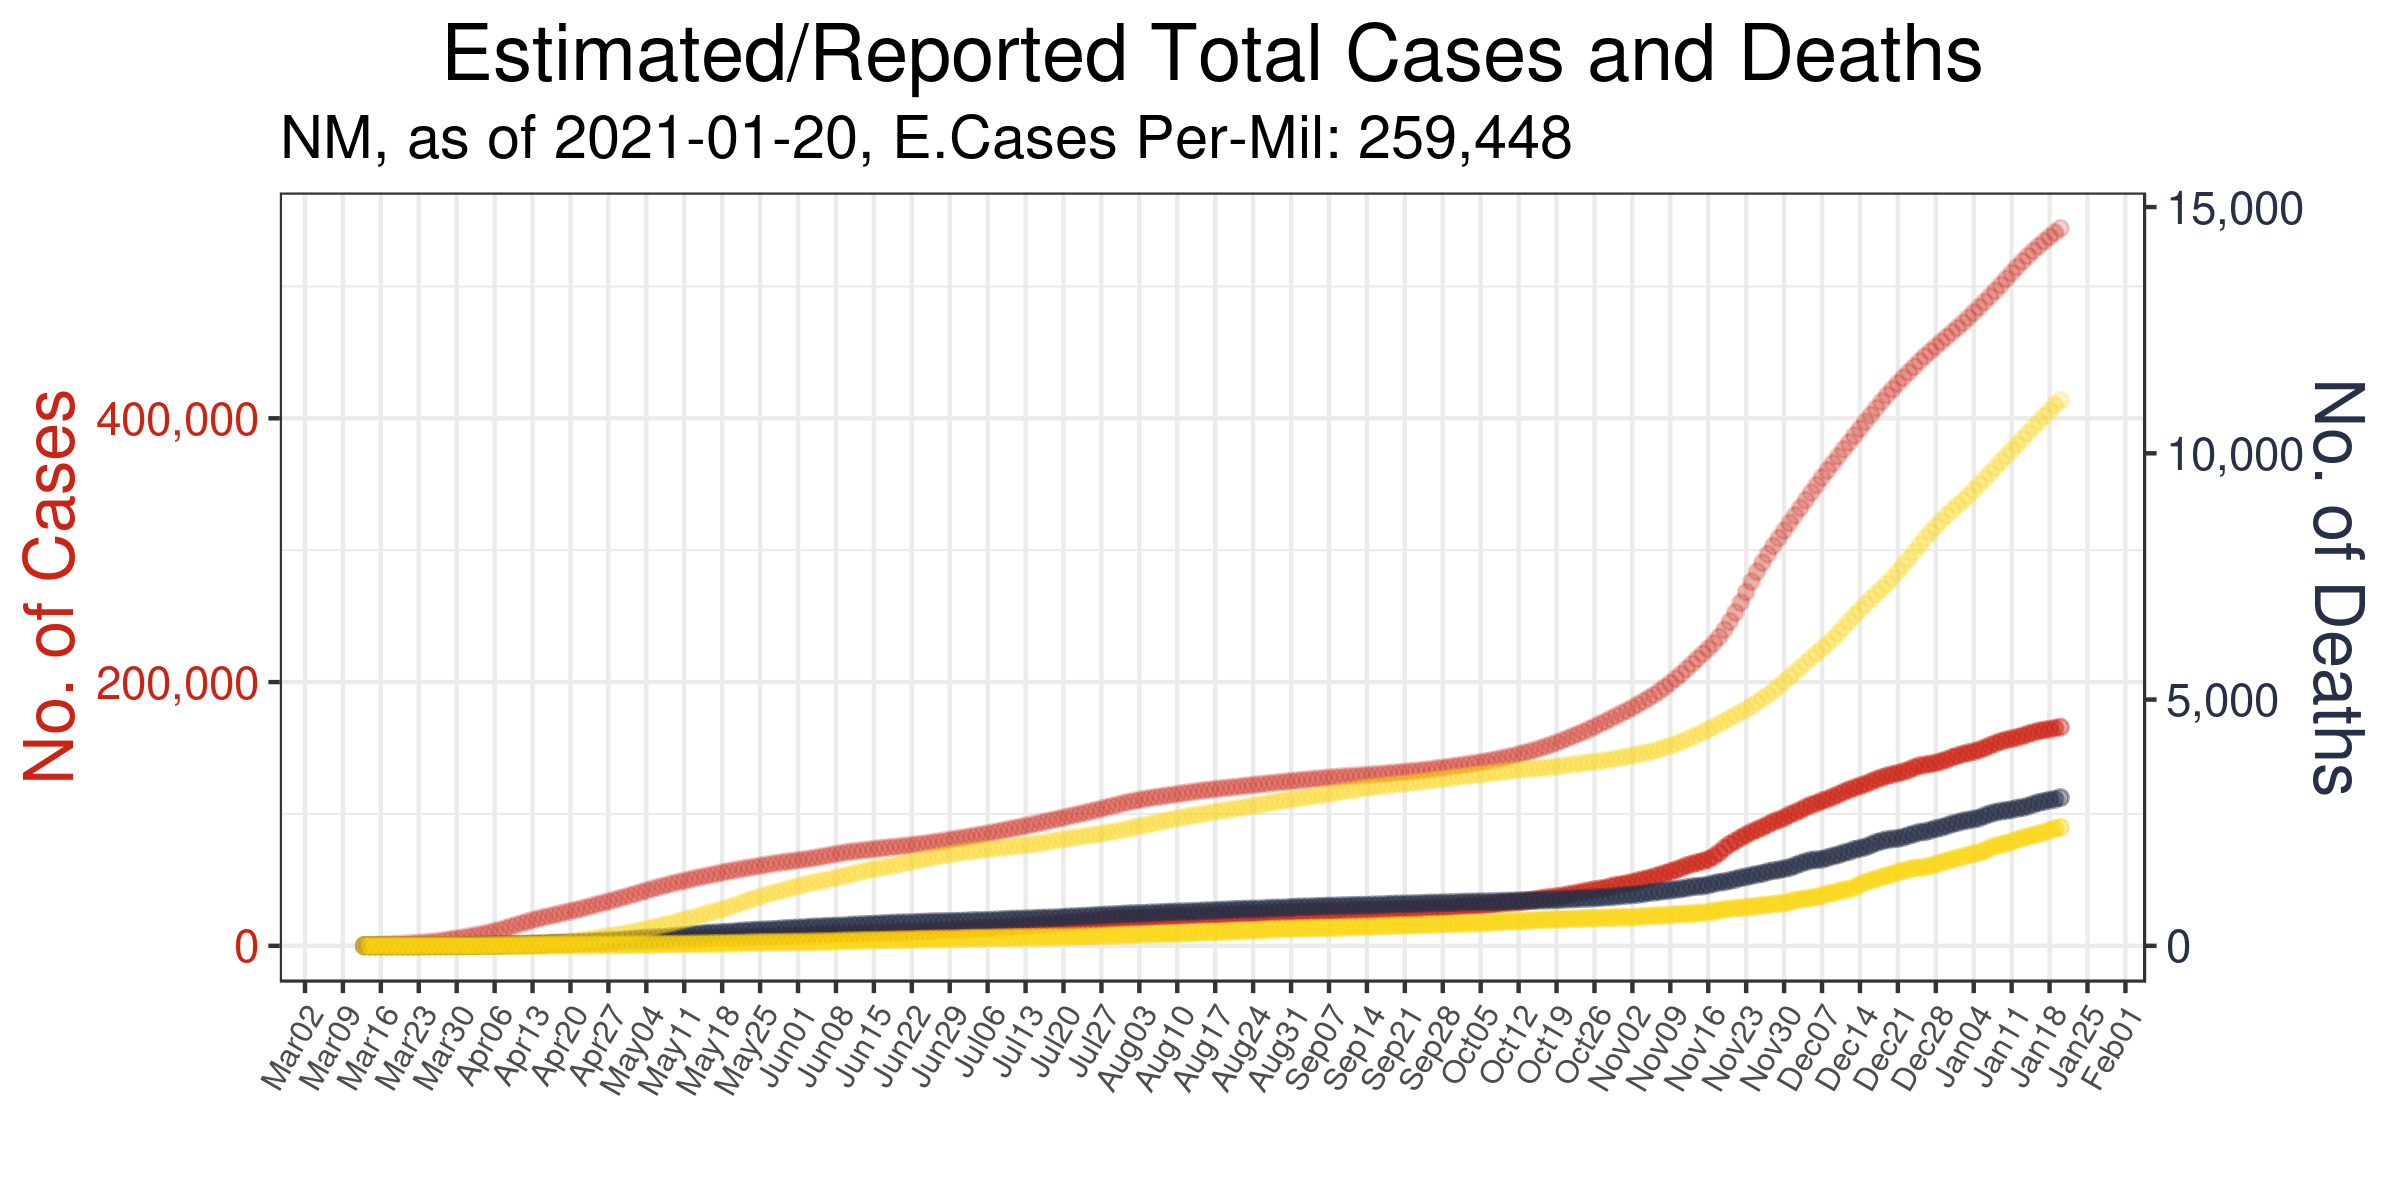 Estimated/Reported Total Cases and Deaths
NM, as of 2021-01-20, E.Cases Per-Mil: 259,448
No. of Cases
400,000
200,000
0
15,000
10,000
5,000
0
No. of Deaths
Mar02
Mar09
Mar16
Mar23
Mar30
Apr06
Apr13
Apr20
Apr27
May04
May11
May18
May25
Jun01
Jun08
Jun15
Jun22
Jun29
Jul06
Jul13
Jul20
Jul27
Aug03
Aug10
Aug17
Aug24
Aug31
Sep07
Sep14
Sep21
Sep28
Oct05
Oct12
Oct19
Oct26
Nov02
Nov09
Nov16
Nov23
Nov30
Dec07
Dec14
Dec21
Dec28
Jan04
Jan11
Jan18
Jan25
Feb01